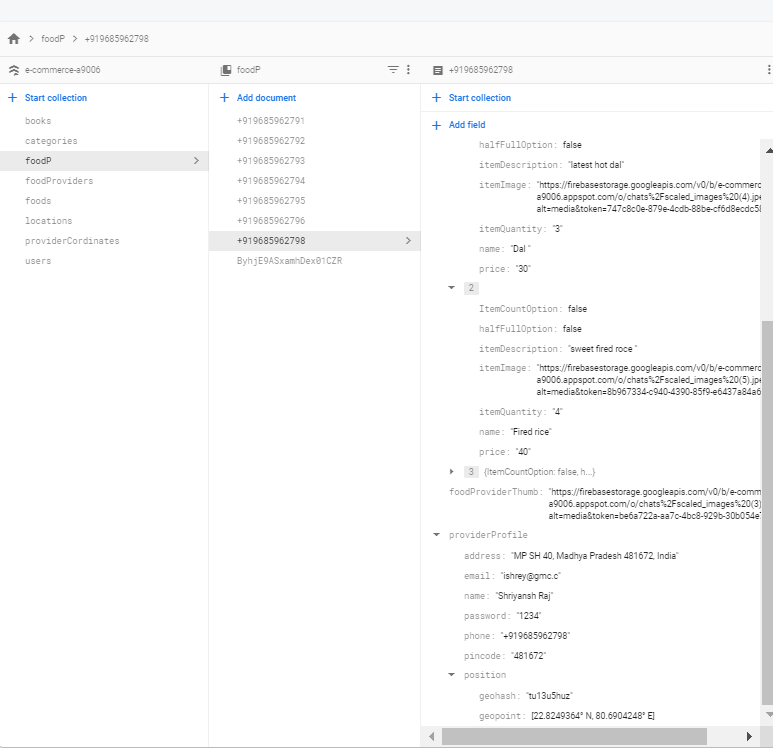 foodP > +919685962798
e-commerce-a9006
Start collection
books
categories
foodP
foodProviders
foods
locations
providerCordinates
users
foodP
Add document
+919685962791
+919685962792
+919685962793
+919685962794
+919685962795
+919685962796
+919685962798
ByhjE9ASxamhDex01CZR
+919685962798
Start collection
Add field
halfFullOption: false
itemDescription: "latest hot dal"
itemImage: "https://firebasestorage.googleapis.com/v0/b/e-commerc
a9006.appspot.com/o/chats%2Fscaled_images%20(4).jpe
alt=media&token=747c8c0e-879e-4cdb-88be-cf6d8ecdc50
itemQuantity: "3"
name: "Dal "
price: "30"
2
ItemCountOption: false
halfFullOption: false
itemDescription: "sweet fired roce "
itemImage: "https://firebasestorage.googleapis.com/v0/b/e-commerc
a9006.appspot.com/o/chats%2Fscaled_images%20(5).jpe
alt=media&token=8b967334-c940-4390-85f9-e6437a84a6
itemQuantity: "4"
name: "Fired rice"
price: "40"
3 {ItemCountOption: false, h...}
foodProviderThumb: "https://firebasestorage.googleapis.com/v0/b/e-comm
a9006.appspot.com/o/chats%2Fscaled_images%20(3)
alt=media&token=be6a722a-aa7c-4bc8-929b-30b054e
providerProfile
address: "MP SH 40, Madhya Pradesh 481672, India"
email: "ishrey@gmc.c"
name: "Shriyansh Raj"
password: "1234"
phone: "+919685962798"
pincode: "481672"
position
geohash: "tu13u5huz"
geopoint: [22.8249364° N, 80.6904248° E]